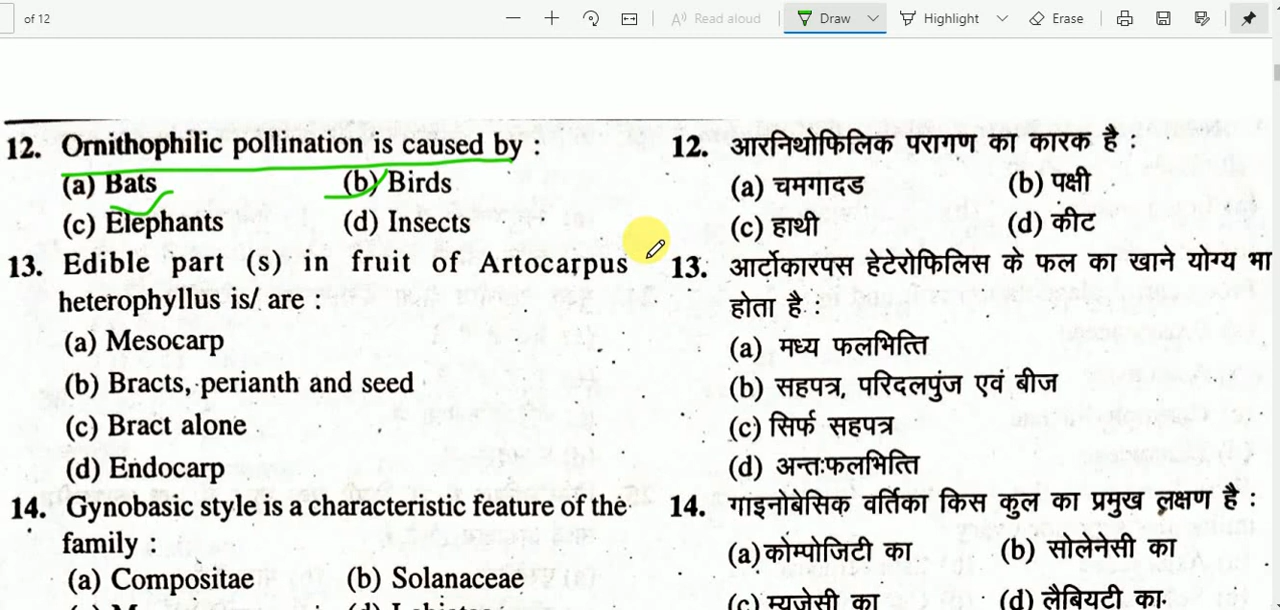 of 12
Read aloud
Draw
Highlight
Erase
12. Ornithophilic pollination is caused by :
(a) Bats (b) Birds
(c) Elephants (d) Insects
13. Edible part (s) in fruit of Artocarpus
heterophyllus is/ are :
(a) Mesocarp
(b) Bracts, perianth and seed
(c) Bract alone
(d) Endocarp
14. Gynobasic style is a characteristic feature of the
family :
(a) Compositae (b) Solanaceae
(d) Labiatae
12. आरनिथोफिलिक परागण का कारक है :
(a) चमगादड (b) पक्षी
(c) हाथी (d) कीट
13. आर्टोकारपस हेटेरोफिलिस के फल का खाने योग्य भा
होता है :
(a) मध्य फलभित्ति
(b) सहपत्र, परिदलपुंज एवं बीज
(c) सिर्फ सहपत्र
(d) अन्तःफलभित्ति
14. गाइनोबेसिक वर्तिका किस कुल का प्रमुख लक्षण है :
(a) कोम्पोजिटी का (b) सोलेनेसी का
(c) म्यूजेसी का (d) लैबियटी का.